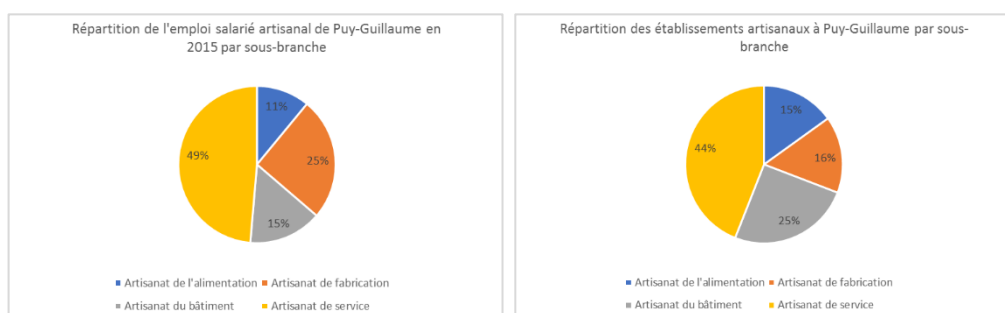 Répartition de l'emploi salarié artisanal de Puy-Guillaume en
2015 par sous-branche
11%
25%
15%
49%
Artisanat de l'alimentation
Artisanat de fabrication
Artisanat du bâtiment
Artisanat de service
Répartition des établissements artisanaux à Puy-Guillaume par sous-
branche
15%
16%
25%
44%
Artisanat de l'alimentation
Artisanat de fabrication
Artisanat du bâtiment
Artisanat de service